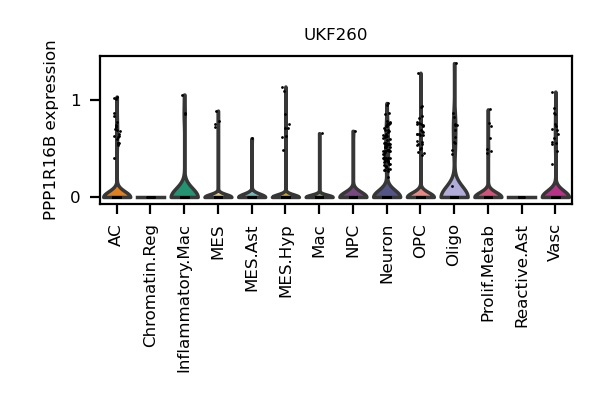 UKF260
PPP1R16B expression
1
0
AC
Chromatin.Reg
Inflammatory.Mac
MES
MES.Ast
MES.Hyp
Mac
NPC
Neuron
OPC
Oligo
Prolif.Metab
Reactive.Ast
Vasc